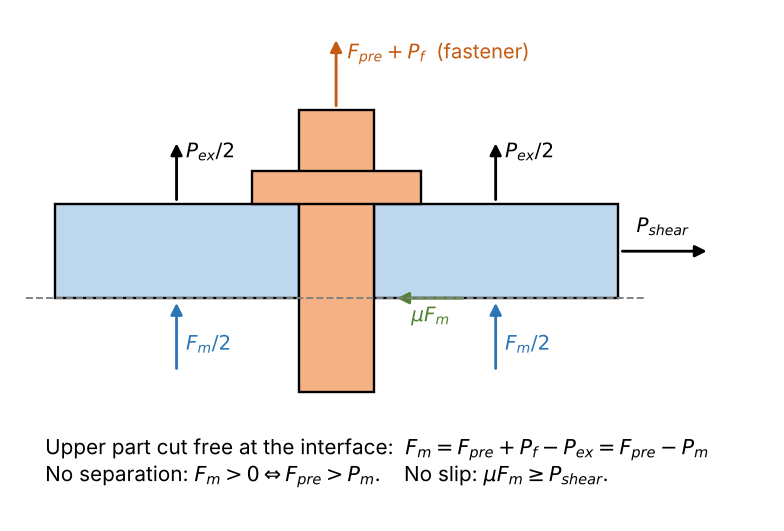 F_pre + P_f (fastener)
P_ex/2
P_ex/2
P_shear
μF_m
F_m/2
F_m/2
Upper part cut free at the interface: F_m = F_pre + P_f − P_ex = F_pre − P_m
No separation: F_m > 0 ⇔ F_pre > P_m. No slip: μF_m ≥ P_shear.